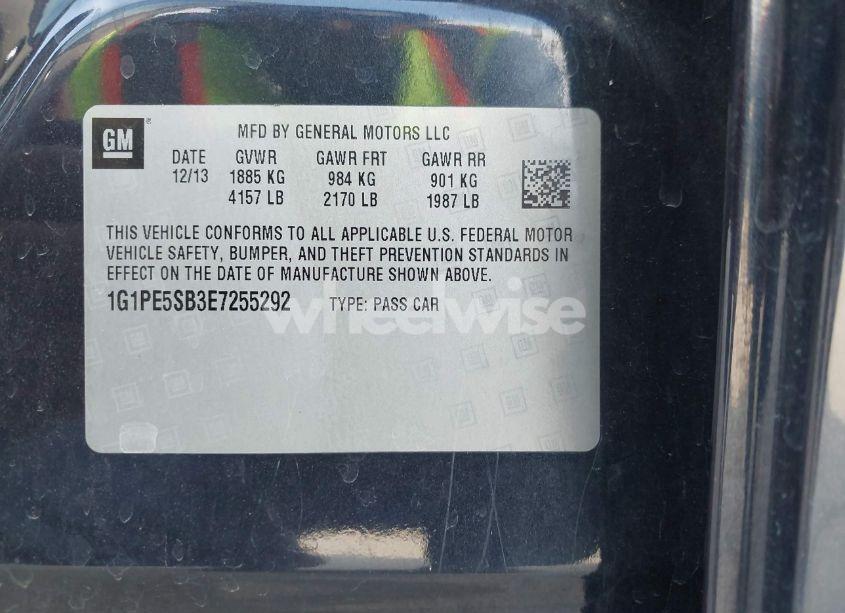 GM
MFD BY GENERAL MOTORS LLC
DATE GVWR GAWR FRT GAWR RR
12/13 1885 KG 984 KG 901 KG
4157 LB 2170 LB 1987 LB
THIS VEHICLE CONFORMS TO ALL APPLICABLE U.S. FEDERAL MOTOR
VEHICLE SAFETY, BUMPER, AND THEFT PREVENTION STANDARDS IN
EFFECT ON THE DATE OF MANUFACTURE SHOWN ABOVE.
1G1PE5SB3E7255292 TYPE: PASS CAR
wheelwise